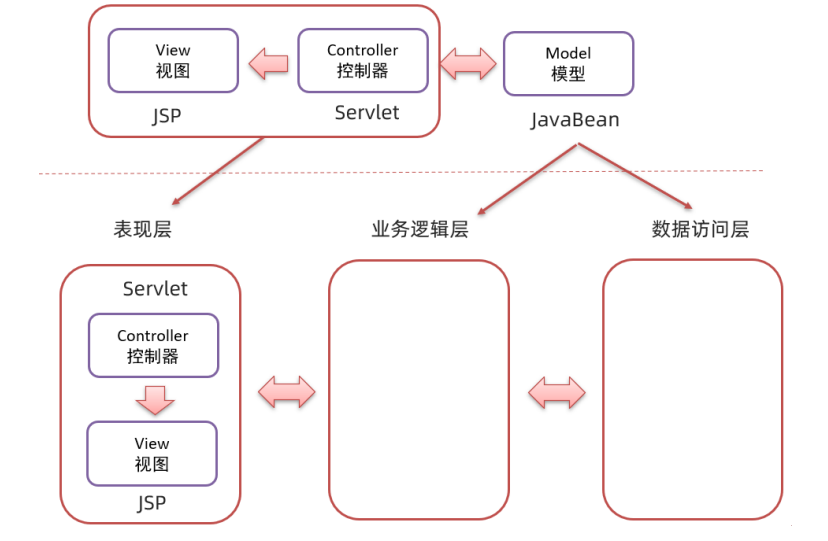 View
视图
Controller
控制器
Model
模型
JSP
Servlet
JavaBean
表现层
业务逻辑层
数据访问层
Servlet
Controller
控制器
View
视图
JSP